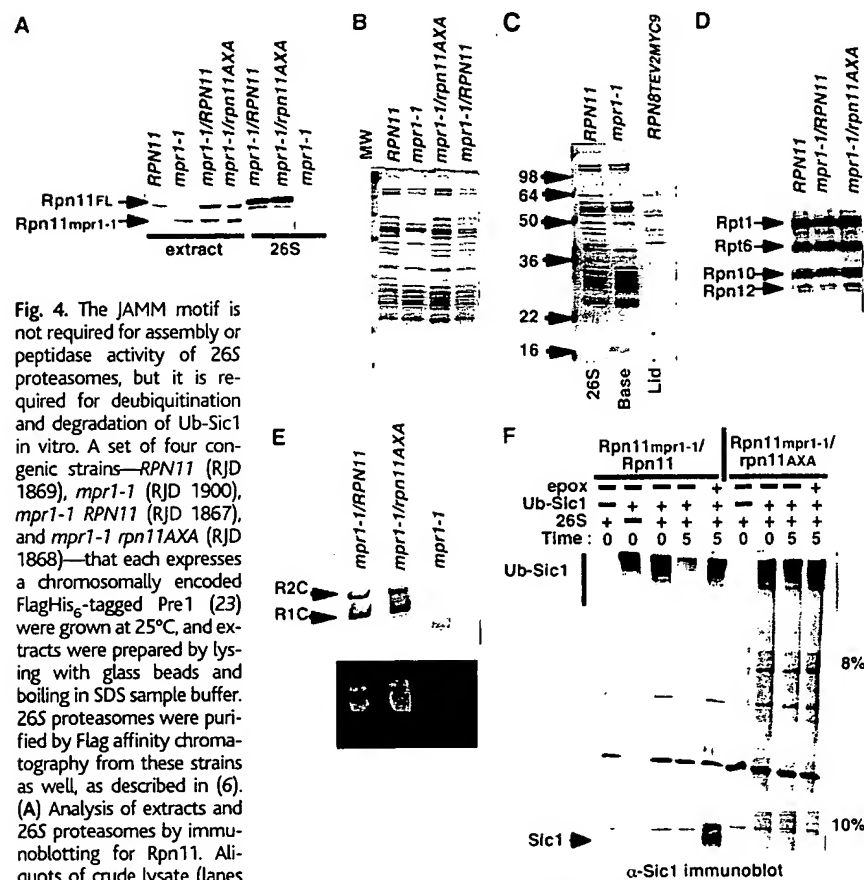 A
RPN11
mpr1-1
mpr1-1/RPN11
mpr1-1/rpn11AXA
mpr1-1/RPN11
mpr1-1/rpn11AXA
mpr1-1
Rpn11FL
Rpn11mpr1-1
extract
26S
B
MW
RPN11
mpr1-1
mpr1-1/rpn11AXA
mpr1-1/RPN11
C
RPN11
mpr1-1
RPN8TEV2MYC9
98
64
50
36
22
16
26S
Base
Lid
D
RPN11
mpr1-1/RPN11
mpr1-1/rpn11AXA
Rpt1
Rpt6
Rpn10
Rpn12
Fig. 4. The JAMM motif is
not required for assembly or
peptidase activity of 26S
proteasomes, but it is re-
quired for deubiquitination
and degradation of Ub-Sic1
in vitro. A set of four con-
genic strains—RPN11 (RJD
1869), mpr1-1 (RJD 1900),
mpr1-1 RPN11 (RJD 1867),
and mpr1-1 rpn11AXA (RJD
1868)—that each expresses
a chromosomally encoded
FlagHis6-tagged Pre1 (23)
were grown at 25°C, and ex-
tracts were prepared by lys-
ing with glass beads and
boiling in SDS sample buffer.
26S proteasomes were puri-
fied by Flag affinity chroma-
tography from these strains
as well, as described in (6).
(A) Analysis of extracts and
26S proteasomes by immu-
noblotting for Rpn11. Ali-
quots of crude lysate (lanes
E
mpr1-1/RPN11
mpr1-1/rpn11AXA
mpr1-1
R2C
R1C
F
Rpn11mpr1-1/
Rpn11
Rpn11mpr1-1/
rpn11AXA
epox − − − − + − − − +
Ub-Sic1 − + + + + − + + +
26S + − + + + + + + +
Time : 0 0 0 5 5 0 0 5 5
Ub-Sic1
8%
10%
Sic1
α-Sic1 immunoblot